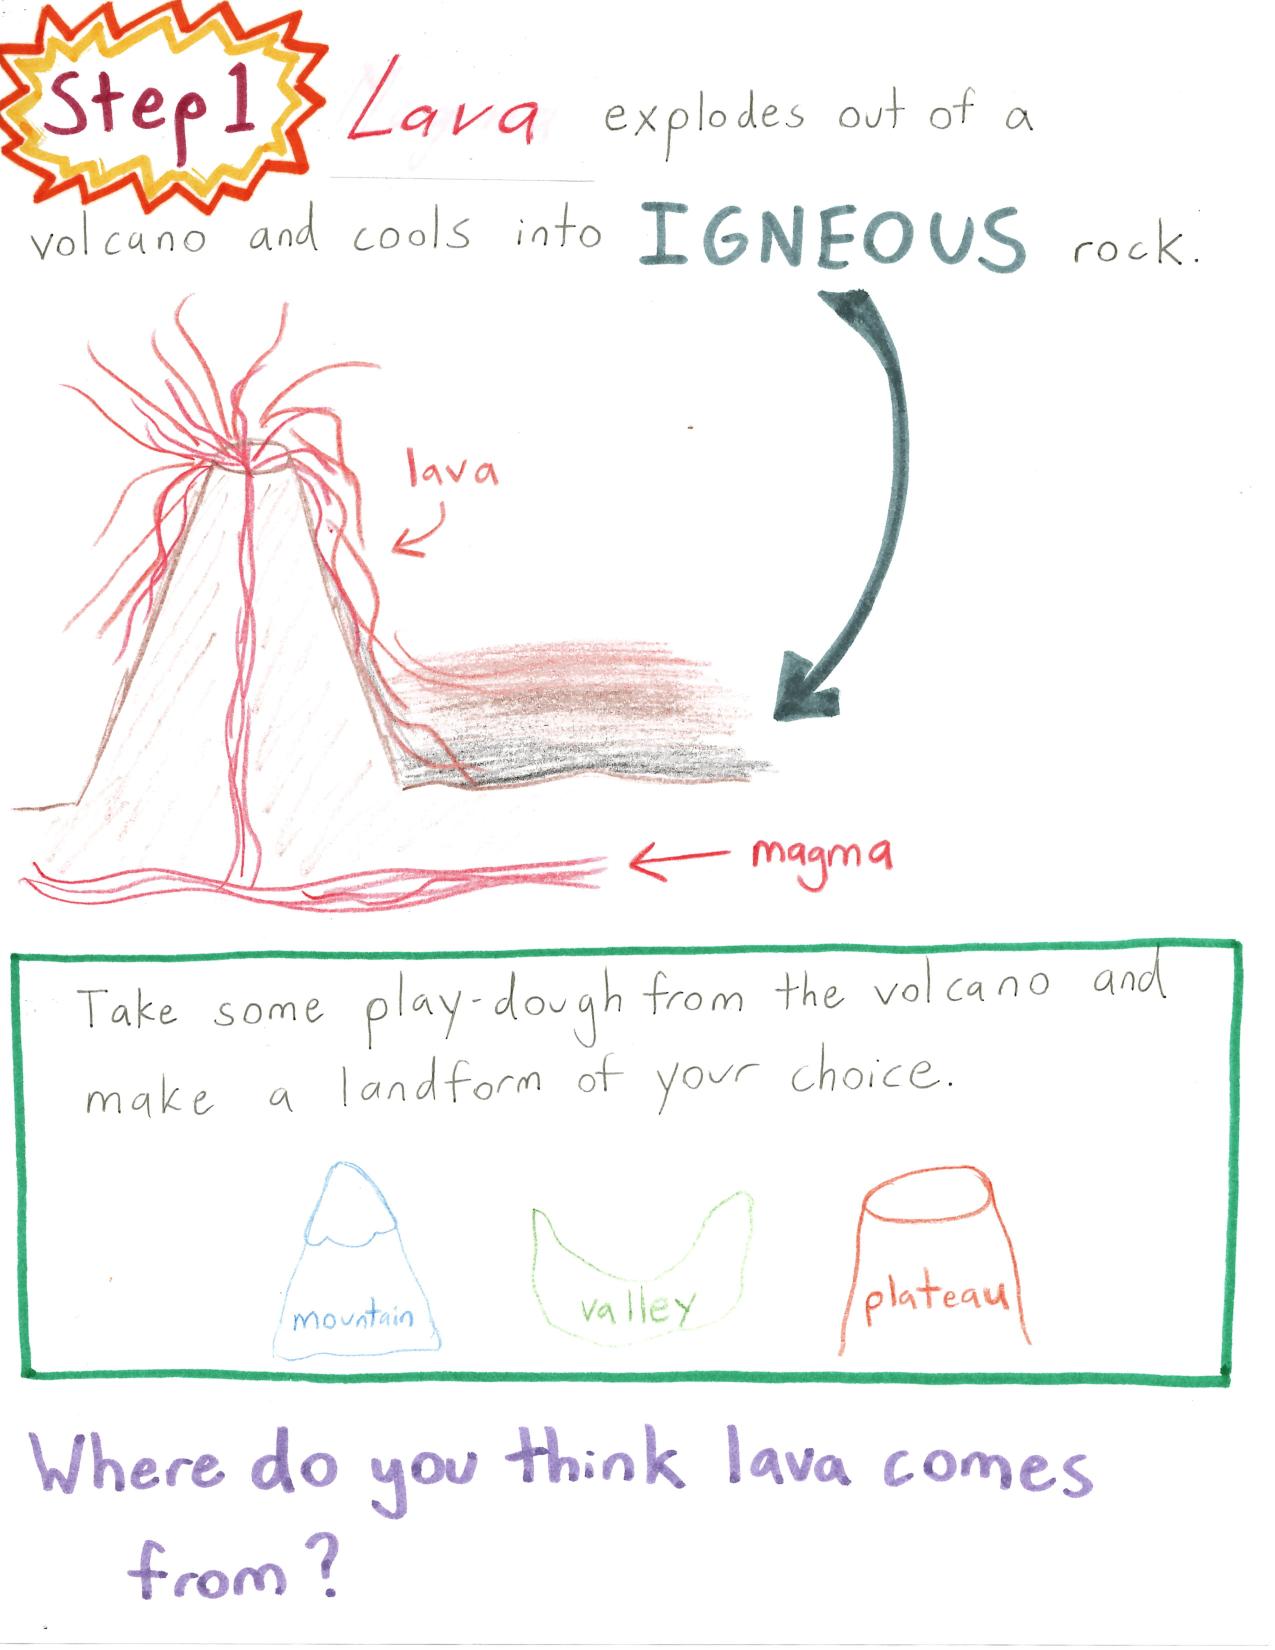 Step 1 Lava explodes out of a
volcano and cools into IGNEOUS rock.
lava
magma
Take some play-dough from the volcano and
make a landform of your choice.
mountain valley plateau
Where do you think lava comes
from?